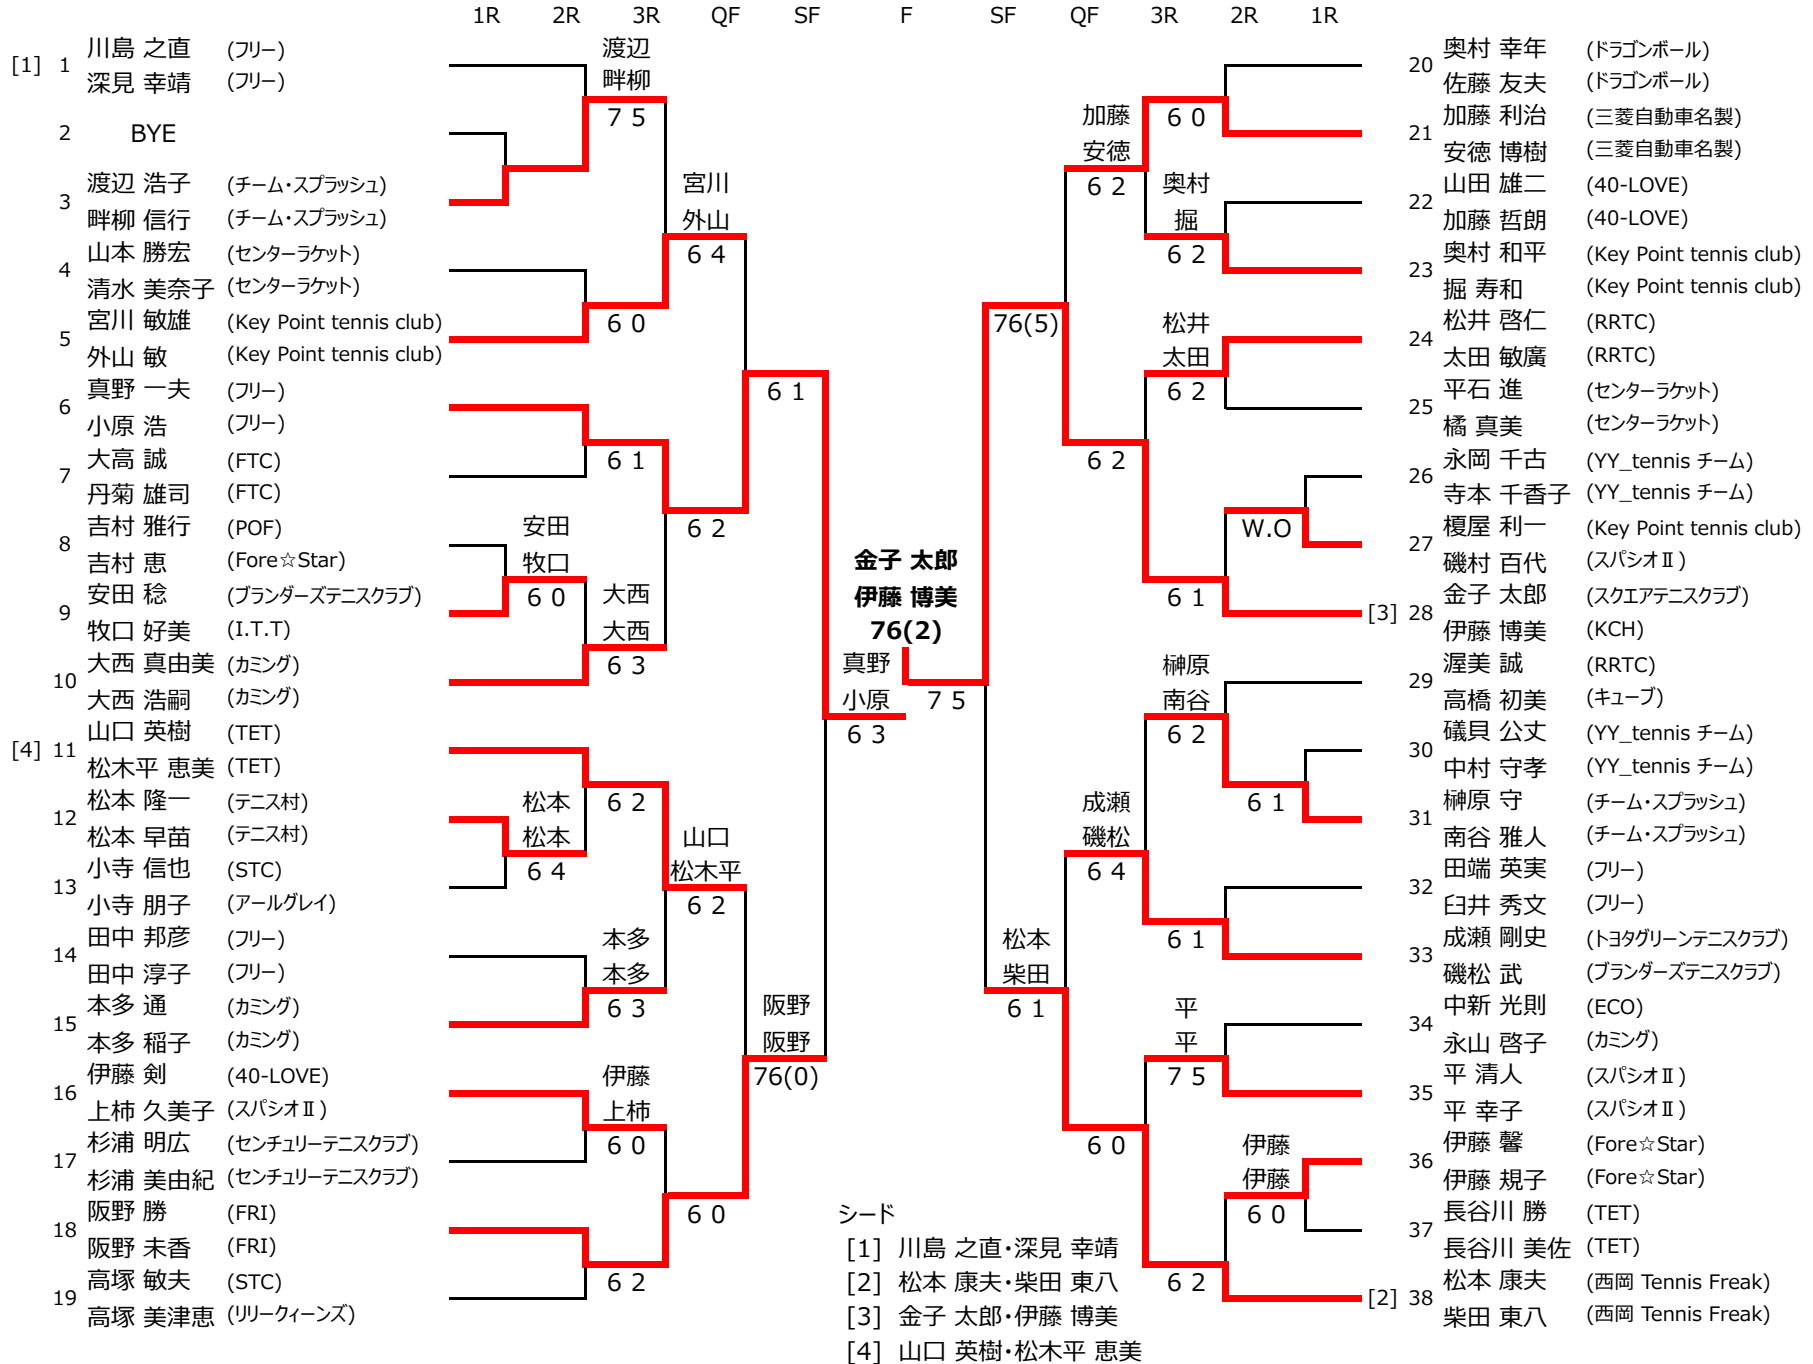 1R 2R 3R QF SF F SF QF 3R 2R 1R
[1] 1 川島 之直 (フリー)
深見 幸靖 (フリー)
2 BYE
3 渡辺 浩子 (チーム・スプラッシュ)
畔柳 信行 (チーム・スプラッシュ)
4 山本 勝宏 (センターラケット)
清水 美奈子 (センターラケット)
5 宮川 敏雄 (Key Point tennis club)
外山 敏 (Key Point tennis club)
6 真野 一夫 (フリー)
小原 浩 (フリー)
7 大高 誠 (FTC)
丹菊 雄司 (FTC)
8 吉村 雅行 (POF)
吉村 恵 (Fore☆Star)
9 安田 稔 (ブランダーズテニスクラブ)
牧口 好美 (I.T.T)
10 大西 真由美 (カミング)
大西 浩嗣 (カミング)
[4] 11 山口 英樹 (TET)
松木平 恵美 (TET)
12 松本 隆一 (テニス村)
松本 早苗 (テニス村)
13 小寺 信也 (STC)
小寺 朋子 (アールグレイ)
14 田中 邦彦 (フリー)
田中 淳子 (フリー)
15 本多 通 (カミング)
本多 稲子 (カミング)
16 伊藤 剣 (40-LOVE)
上柿 久美子 (スパシオⅡ)
17 杉浦 明広 (センチュリーテニスクラブ)
杉浦 美由紀 (センチュリーテニスクラブ)
18 阪野 勝 (FRI)
阪野 未香 (FRI)
19 高塚 敏夫 (STC)
高塚 美津恵 (リリークィーンズ)
安田
牧口
6 0
松本
松本
6 4
渡辺
畔柳
7 5
6 0
6 1
大西
大西
6 3
6 2
本多
本多
6 3
伊藤
上柿
6 0
6 2
宮川
外山
6 4
6 2
山口
松木平
6 2
6 0
6 1
阪野
阪野
76(0)
真野
小原
6 3
金子 太郎
伊藤 博美
76(2)
7 5
76(5)
松本
柴田
6 1
加藤
安徳
6 2
6 2
成瀬
磯松
6 4
6 0
6 0
奥村
掘
6 2
松井
太田
6 2
6 1
榊原
南谷
6 2
6 1
平
平
7 5
6 2
W.O
6 1
伊藤
伊藤
6 0
20 奥村 幸年 (ドラゴンボール)
佐藤 友夫 (ドラゴンボール)
21 加藤 利治 (三菱自動車名製)
安徳 博樹 (三菱自動車名製)
22 山田 雄二 (40-LOVE)
加藤 哲朗 (40-LOVE)
23 奥村 和平 (Key Point tennis club)
掘 寿和 (Key Point tennis club)
24 松井 啓仁 (RRTC)
太田 敏廣 (RRTC)
25 平石 進 (センターラケット)
橘 真美 (センターラケット)
26 永岡 千古 (YY_tennis チーム)
寺本 千香子 (YY_tennis チーム)
27 榎屋 利一 (Key Point tennis club)
磯村 百代 (スパシオⅡ)
[3] 28 金子 太郎 (スクエアテニスクラブ)
伊藤 博美 (KCH)
29 渥美 誠 (RRTC)
高橋 初美 (キューブ)
30 礒貝 公丈 (YY_tennis チーム)
中村 守孝 (YY_tennis チーム)
31 榊原 守 (チーム・スプラッシュ)
南谷 雅人 (チーム・スプラッシュ)
32 田端 英実 (フリー)
臼井 秀文 (フリー)
33 成瀬 剛史 (トヨタグリーンテニスクラブ)
磯松 武 (ブランダーズテニスクラブ)
34 中新 光則 (ECO)
永山 啓子 (カミング)
35 平 清人 (スパシオⅡ)
平 幸子 (スパシオⅡ)
36 伊藤 馨 (Fore☆Star)
伊藤 規子 (Fore☆Star)
37 長谷川 勝 (TET)
長谷川 美佐 (TET)
[2] 38 松本 康夫 (西岡 Tennis Freak)
柴田 東八 (西岡 Tennis Freak)
シード
[1] 川島 之直・深見 幸靖
[2] 松本 康夫・柴田 東八
[3] 金子 太郎・伊藤 博美
[4] 山口 英樹・松木平 恵美